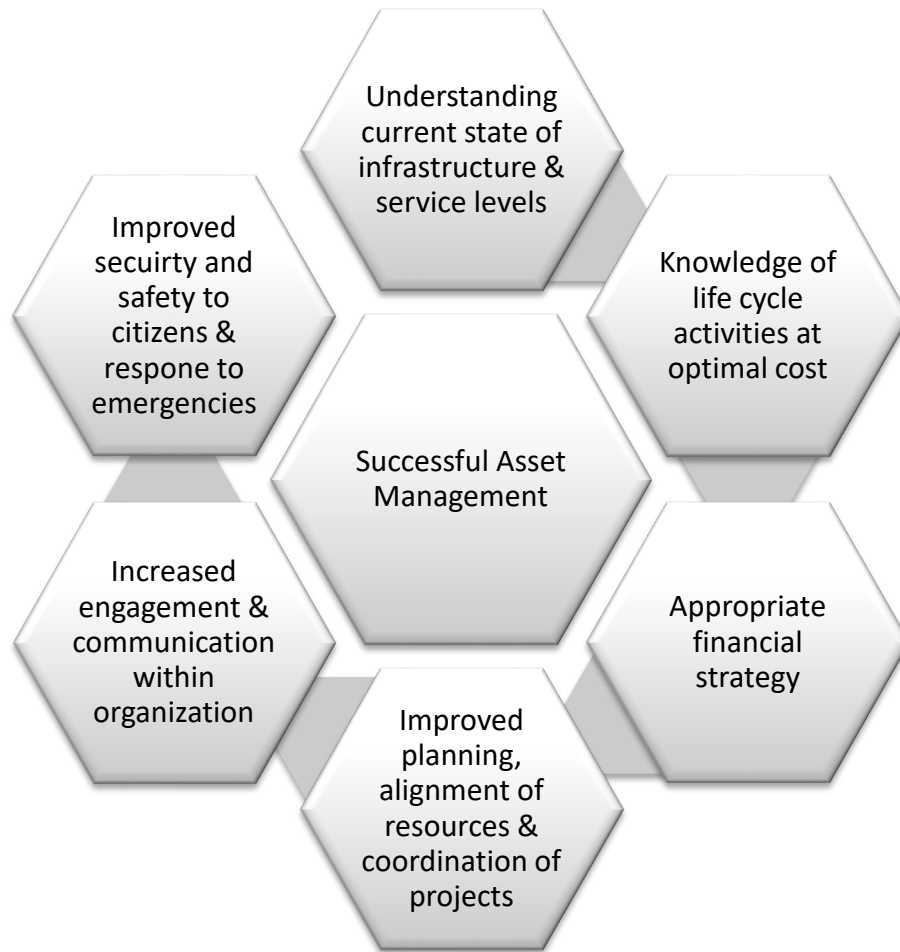 Understanding
current state of
infrastructure &
service levels
Knowledge of
life cycle
activities at
optimal cost
Appropriate
financial
strategy
Improved
planning,
alignment of
resources &
coordination of
projects
Increased
engagement &
communication
within
organization
Improved
secuirty and
safety to
citizens &
respone to
emergencies
Successful Asset
Management